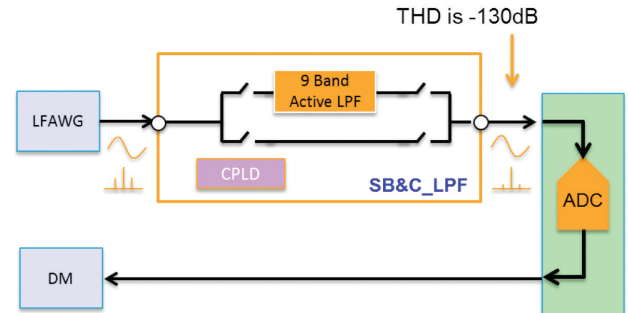 THD is -130dB
9 Band
Active LPF
LFAWG
CPLD
SB&C_LPF
ADC
DM